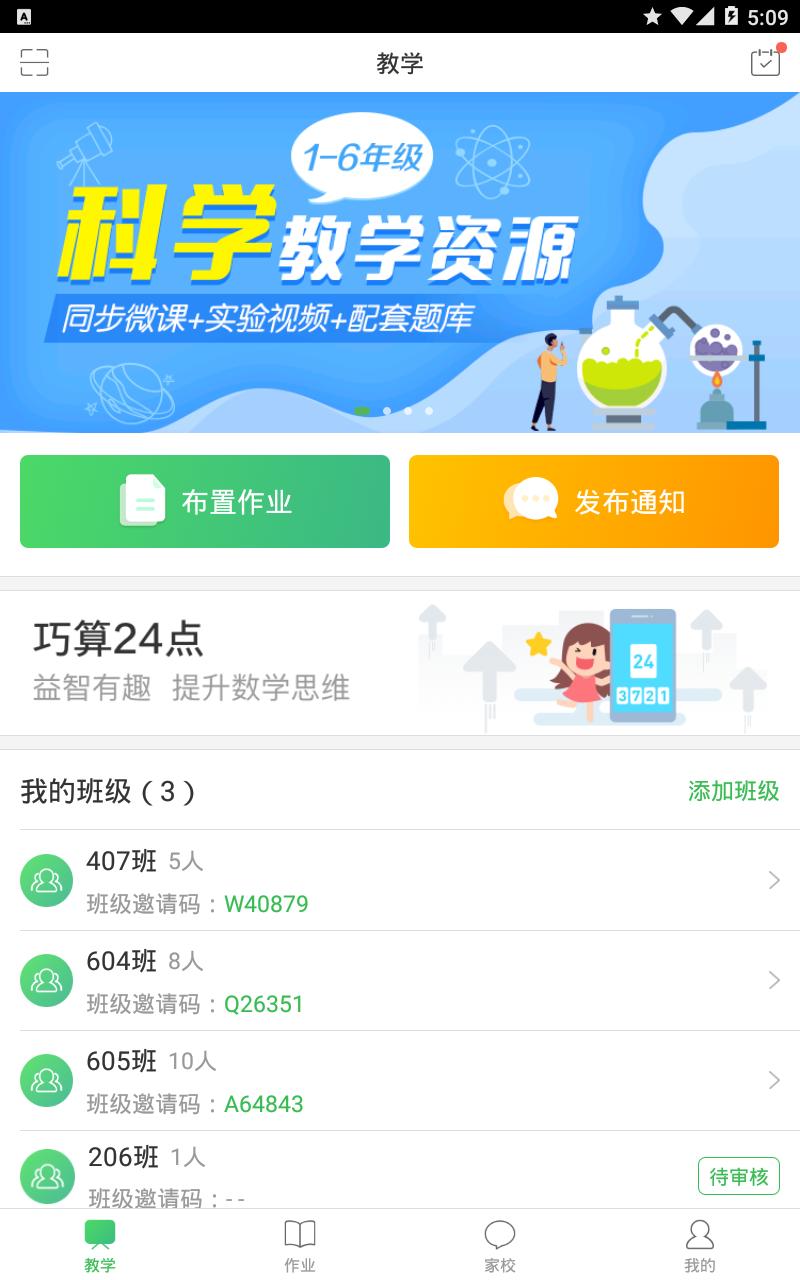 5:09
教学
1-6年级
科学教学资源
同步微课+实验视频+配套题库
布置作业
发布通知
巧算24点
益智有趣 提升数学思维
24
3721
我的班级（3）
添加班级
407班 5人
班级邀请码：W40879
604班 8人
班级邀请码：Q26351
605班 10人
班级邀请码：A64843
206班 1人
待审核
班级邀请码：--
教学
作业
家校
我的